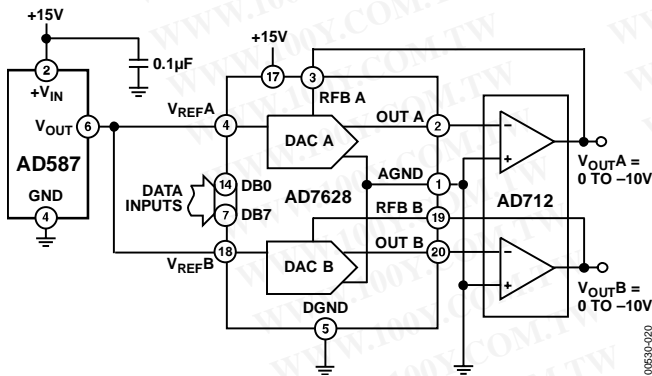 +15V
+15V
0.1µF
2
+VIN
17
3
RFB A
VOUT
6
VREFA
4
DAC A
OUT A
2
AD587
VOUTA =
0 TO –10V
GND
4
DATA
INPUTS
14
DB0
7
DB7
AD7628
AGND
1
AD712
RFB B
19
18
VREFB
DAC B
OUT B
20
DGND
5
VOUTB =
0 TO –10V
00530-020
WWW.100Y.COM.TW